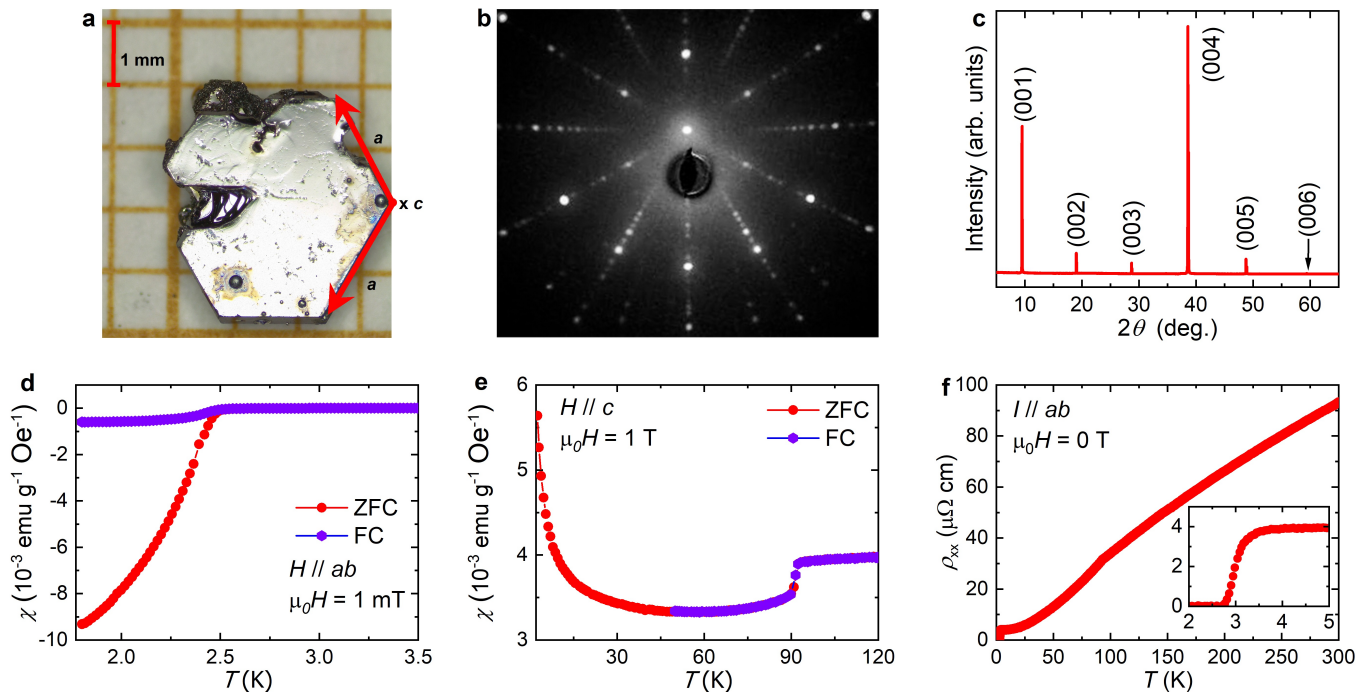 a
1 mm
a
x c
a
b
c
Intensity (arb. units)
(001)
(002)
(003)
(004)
(005)
(006)
10 20 30 40 50 60
2θ (deg.)
d
χ (10⁻³ emu g⁻¹ Oe⁻¹)
0
-2
-4
-6
-8
-10
ZFC
FC
H // ab
μ₀H = 1 mT
2.0 2.5 3.0 3.5
T (K)
e
χ (10⁻³ emu g⁻¹ Oe⁻¹)
6
5
4
3
H // c
μ₀H = 1 T
ZFC
FC
30 60 90 120
T (K)
f
ρxx (μΩ cm)
100
80
60
40
20
0
I // ab
μ₀H = 0 T
4
2
0
2 3 4 5
0 50 100 150 200 250 300
T (K)